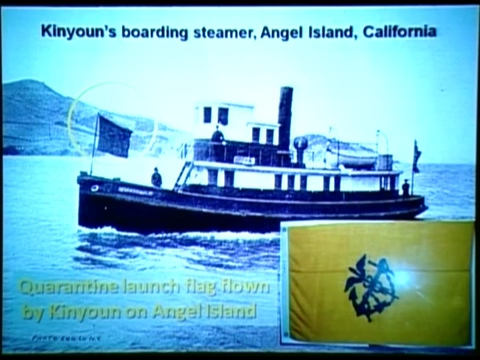 Kinyoun's boarding steamer, Angel Island, California
Quarantine launch flag flown
by Kinyoun on Angel Island